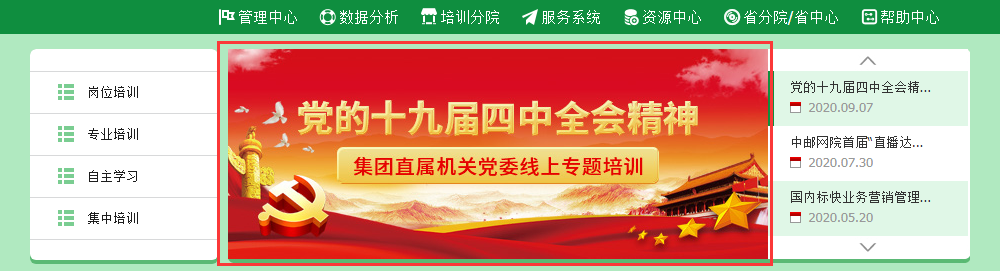 管理中心 数据分析 培训分院 服务系统 资源中心 省分院/省中心 帮助中心
岗位培训
专业培训
自主学习
集中培训
党的十九届四中全会精神
集团直属机关党委线上专题培训
党的十九届四中全会精...
2020.09.07
中邮网院首届“直播达...
2020.07.30
国内标快业务营销管理...
2020.05.20